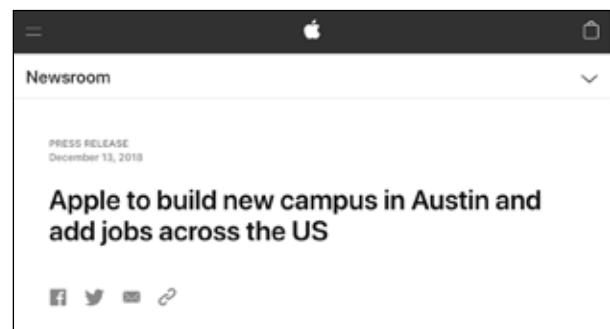 Newsroom
PRESS RELEASE
December 13, 2018
Apple to build new campus in Austin and
add jobs across the US